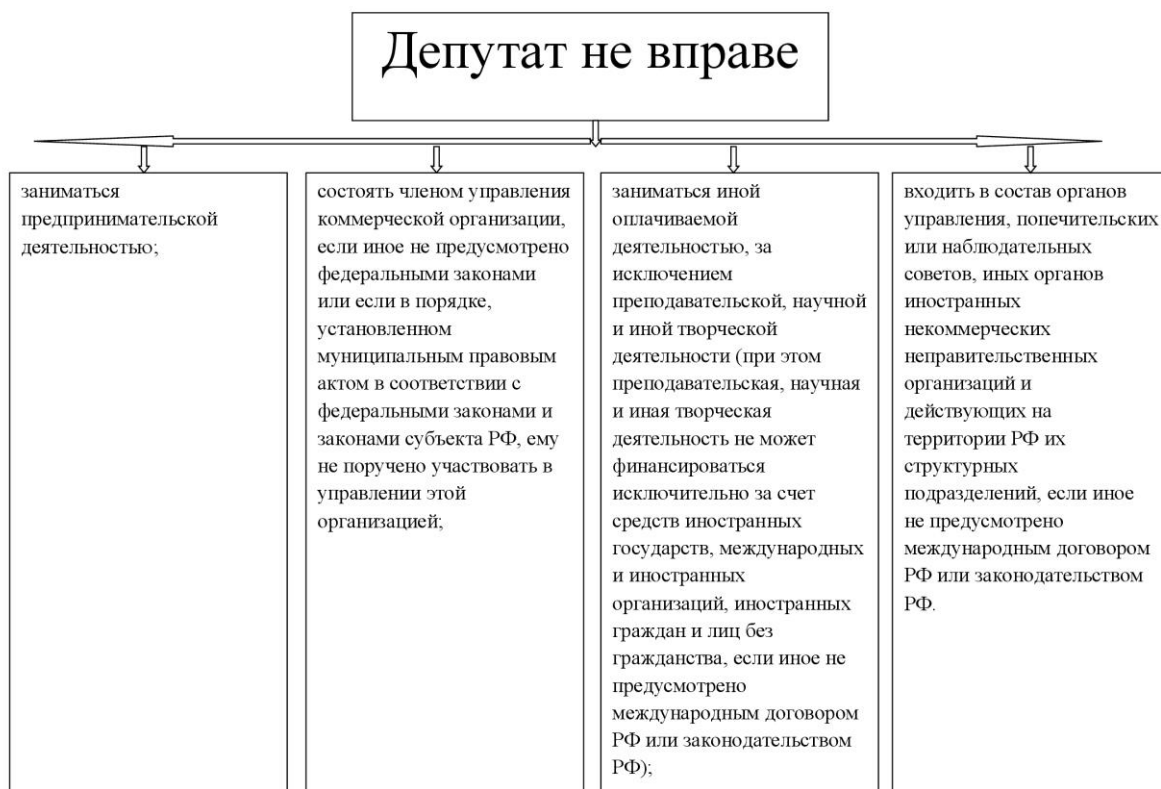 Депутат не вправе
заниматься
предпринимательской
деятельностью;
состоять членом управления
коммерческой организации,
если иное не предусмотрено
федеральными законами
или если в порядке,
установленном
муниципальным правовым
актом в соответствии с
федеральными законами и
законами субъекта РФ, ему
не поручено участвовать в
управлении этой
организацией;
заниматься иной
оплачиваемой
деятельностью, за
исключением
преподавательской, научной
и иной творческой
деятельности (при этом
преподавательская, научная
и иная творческая
деятельность не может
финансироваться
исключительно за счет
средств иностранных
государств, международных
и иностранных
организаций, иностранных
граждан и лиц без
гражданства, если иное не
предусмотрено
международным договором
РФ или законодательством
РФ);
входить в состав органов
управления, попечительских
или наблюдательных
советов, иных органов
иностранных
некоммерческих
неправительственных
организаций и
действующих на
территории РФ их
структурных
подразделений, если иное
не предусмотрено
международным договором
РФ или законодательством
РФ.